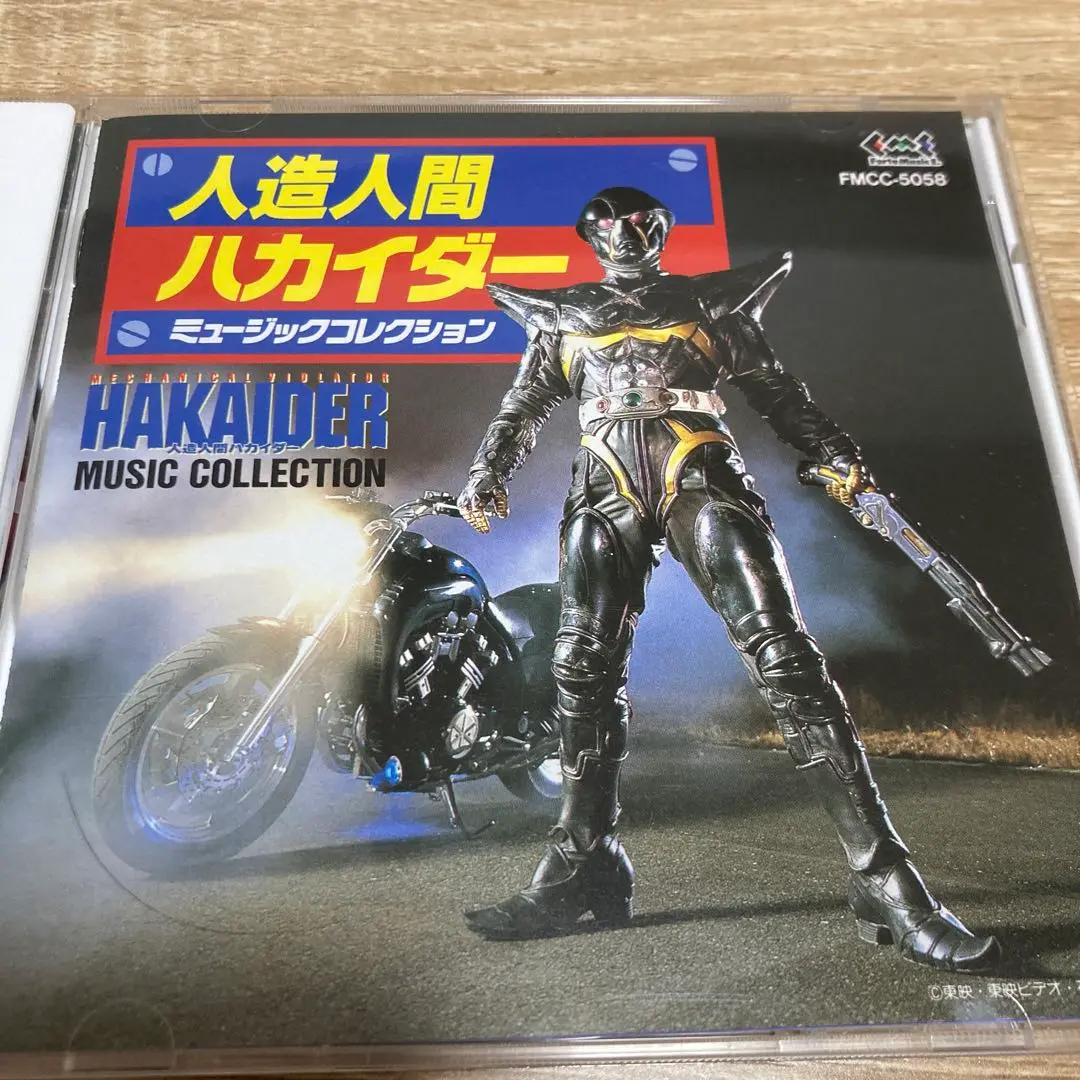 人造人間
ハカイダー
ミュージックコレクション
MECHANICAL VIOLATOR
HAKAIDER
人造人間ハカイダー
MUSIC COLLECTION
Forte Music E.
FMCC-5058
©東映・東映ビデオ・